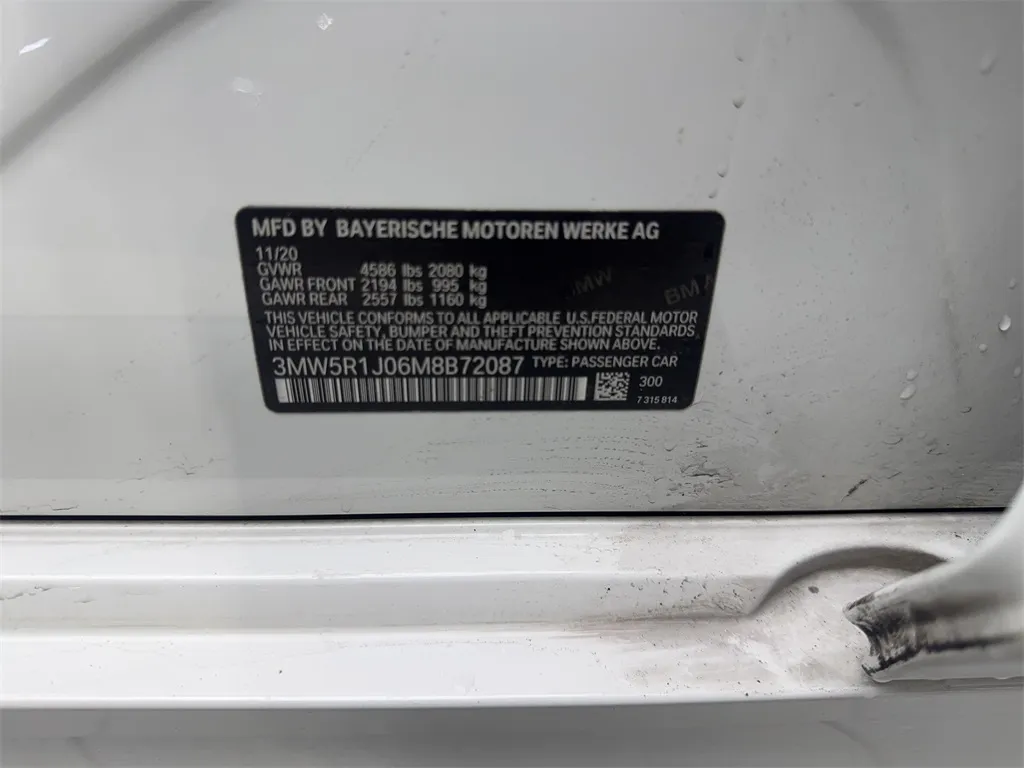 MFD BY BAYERISCHE MOTOREN WERKE AG
11/20
GVWR 4586 lbs 2080 kg
GAWR FRONT 2194 lbs 995 kg
GAWR REAR 2557 lbs 1160 kg
BMW
BM
THIS VEHICLE CONFORMS TO ALL APPLICABLE U.S.FEDERAL MOTOR
VEHICLE SAFETY, BUMPER AND THEFT PREVENTION STANDARDS
IN EFFECT ON THE DATE OF MANUFACTURE SHOWN ABOVE.
3MW5R1J06M8B72087 TYPE: PASSENGER CAR
300
7 315 814